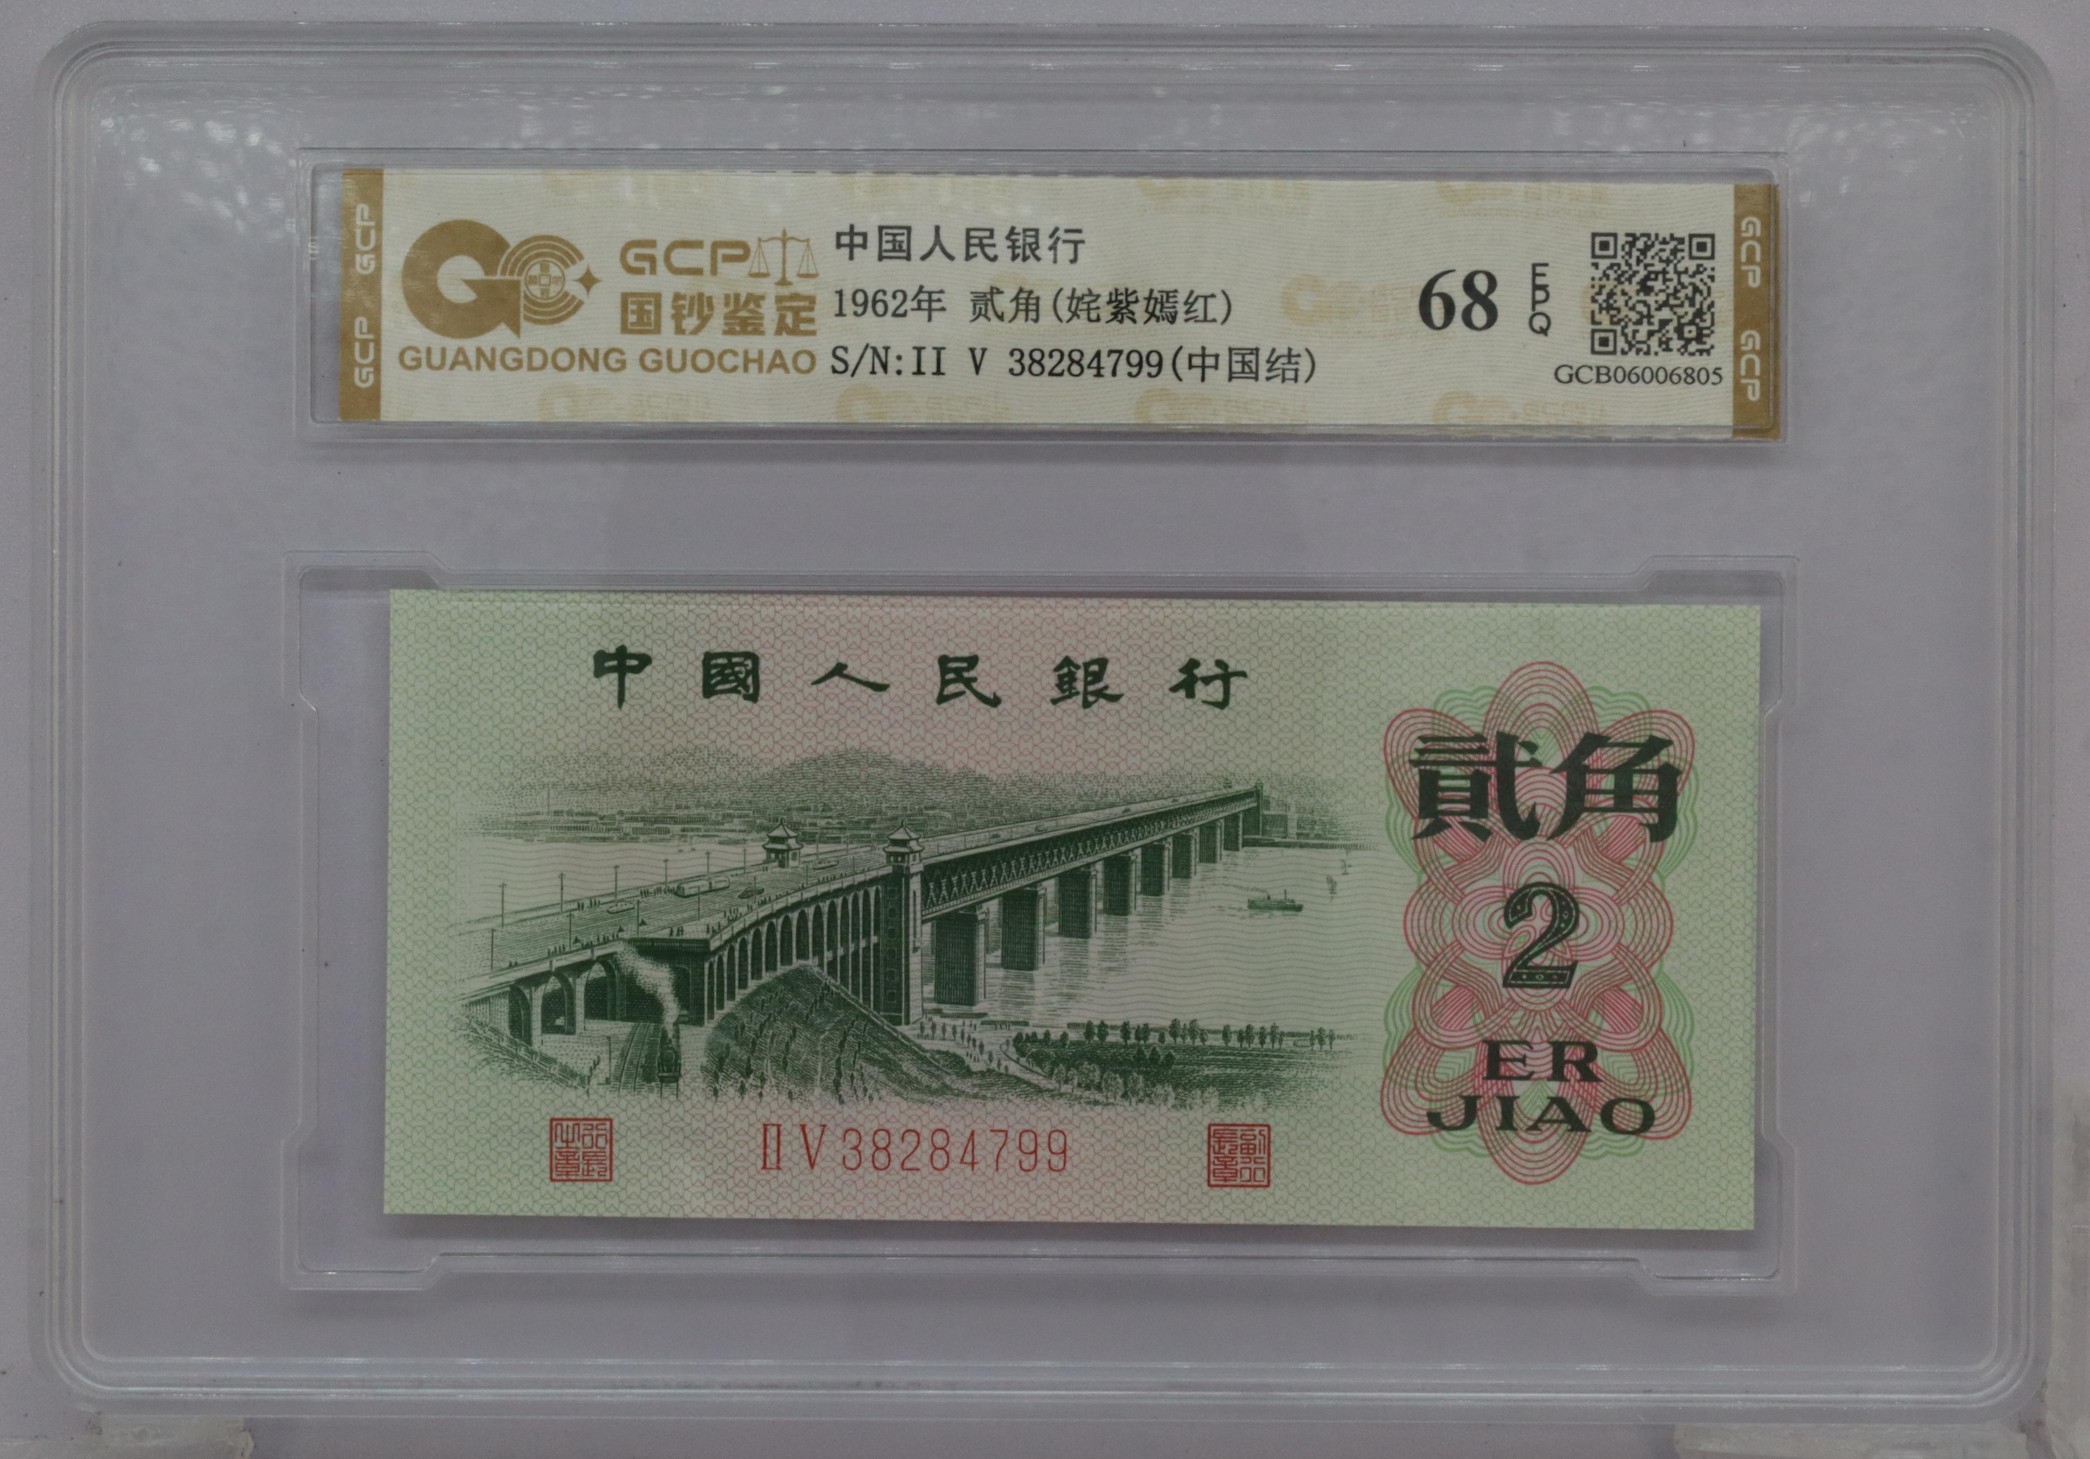 GCP
GCP
GCP
国钞鉴定
GUANGDONG GUOCHAO
中国人民银行
1962年 贰角(姹紫嫣红)
S/N:II V 38284799(中国结)
68
EPQ
GCB06006805
GCP
GCP
中國人民銀行
貳角
2
ER
JIAO
II V 38284799